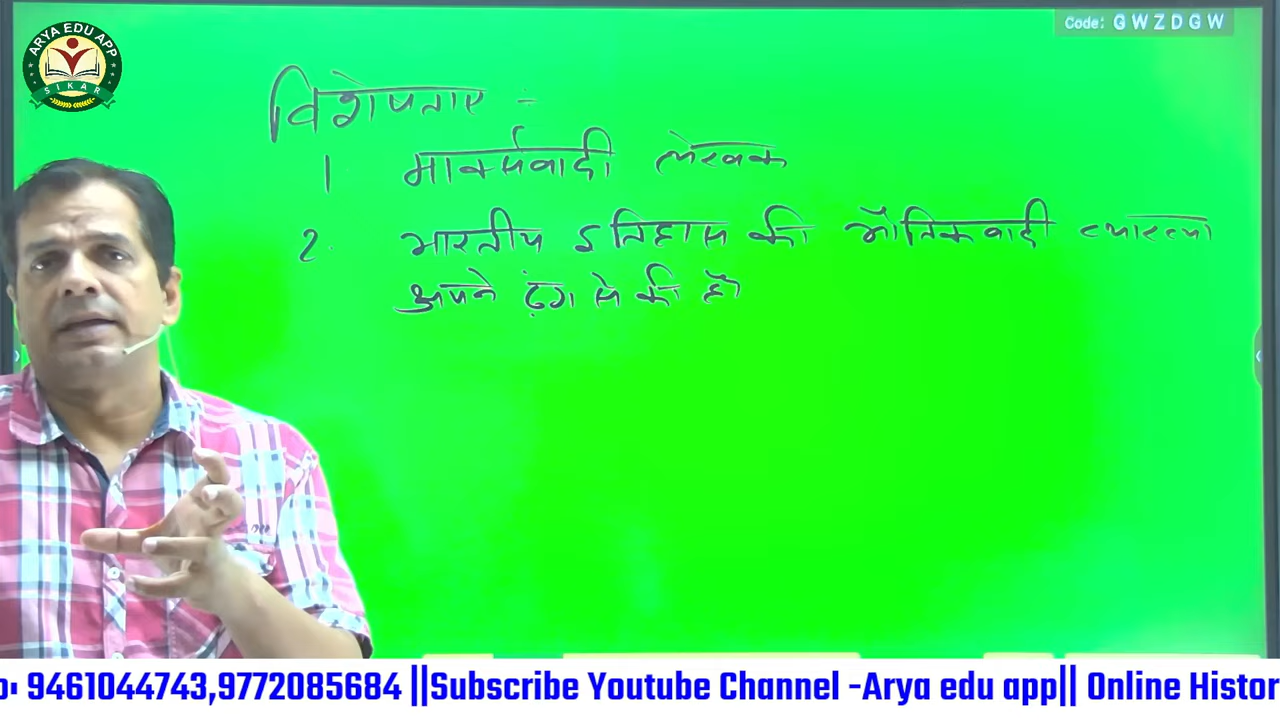 ARYA EDU APP
SIKAR
Code: GWZDGW
विशेषताए :-
1 मार्क्सवादी लेखक
2. भारतीय इतिहास की भौतिकवादी व्याख्या
अपने ढंग से की है
9461044743,9772085684 ||Subscribe Youtube Channel -Arya edu app|| Online Histor